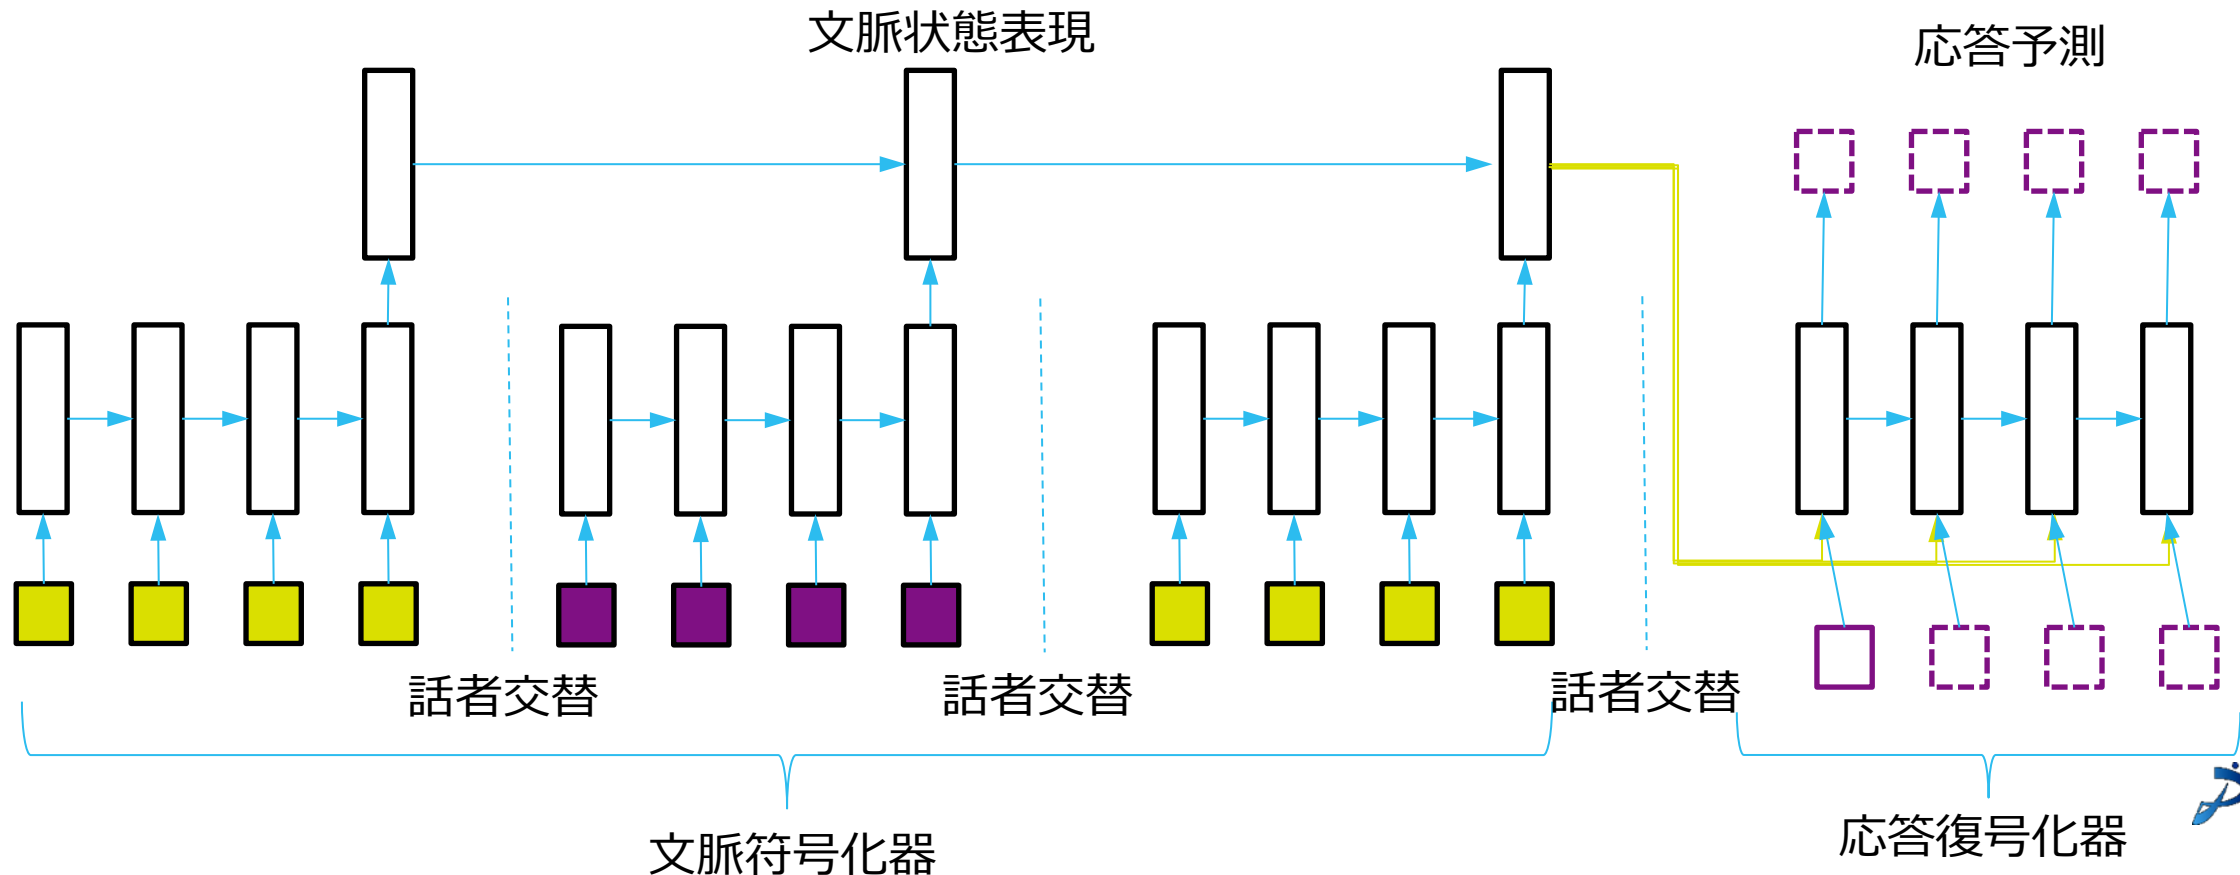 文脈状態表現
応答予測
話者交替
話者交替
話者交替
文脈符号化器
応答復号化器